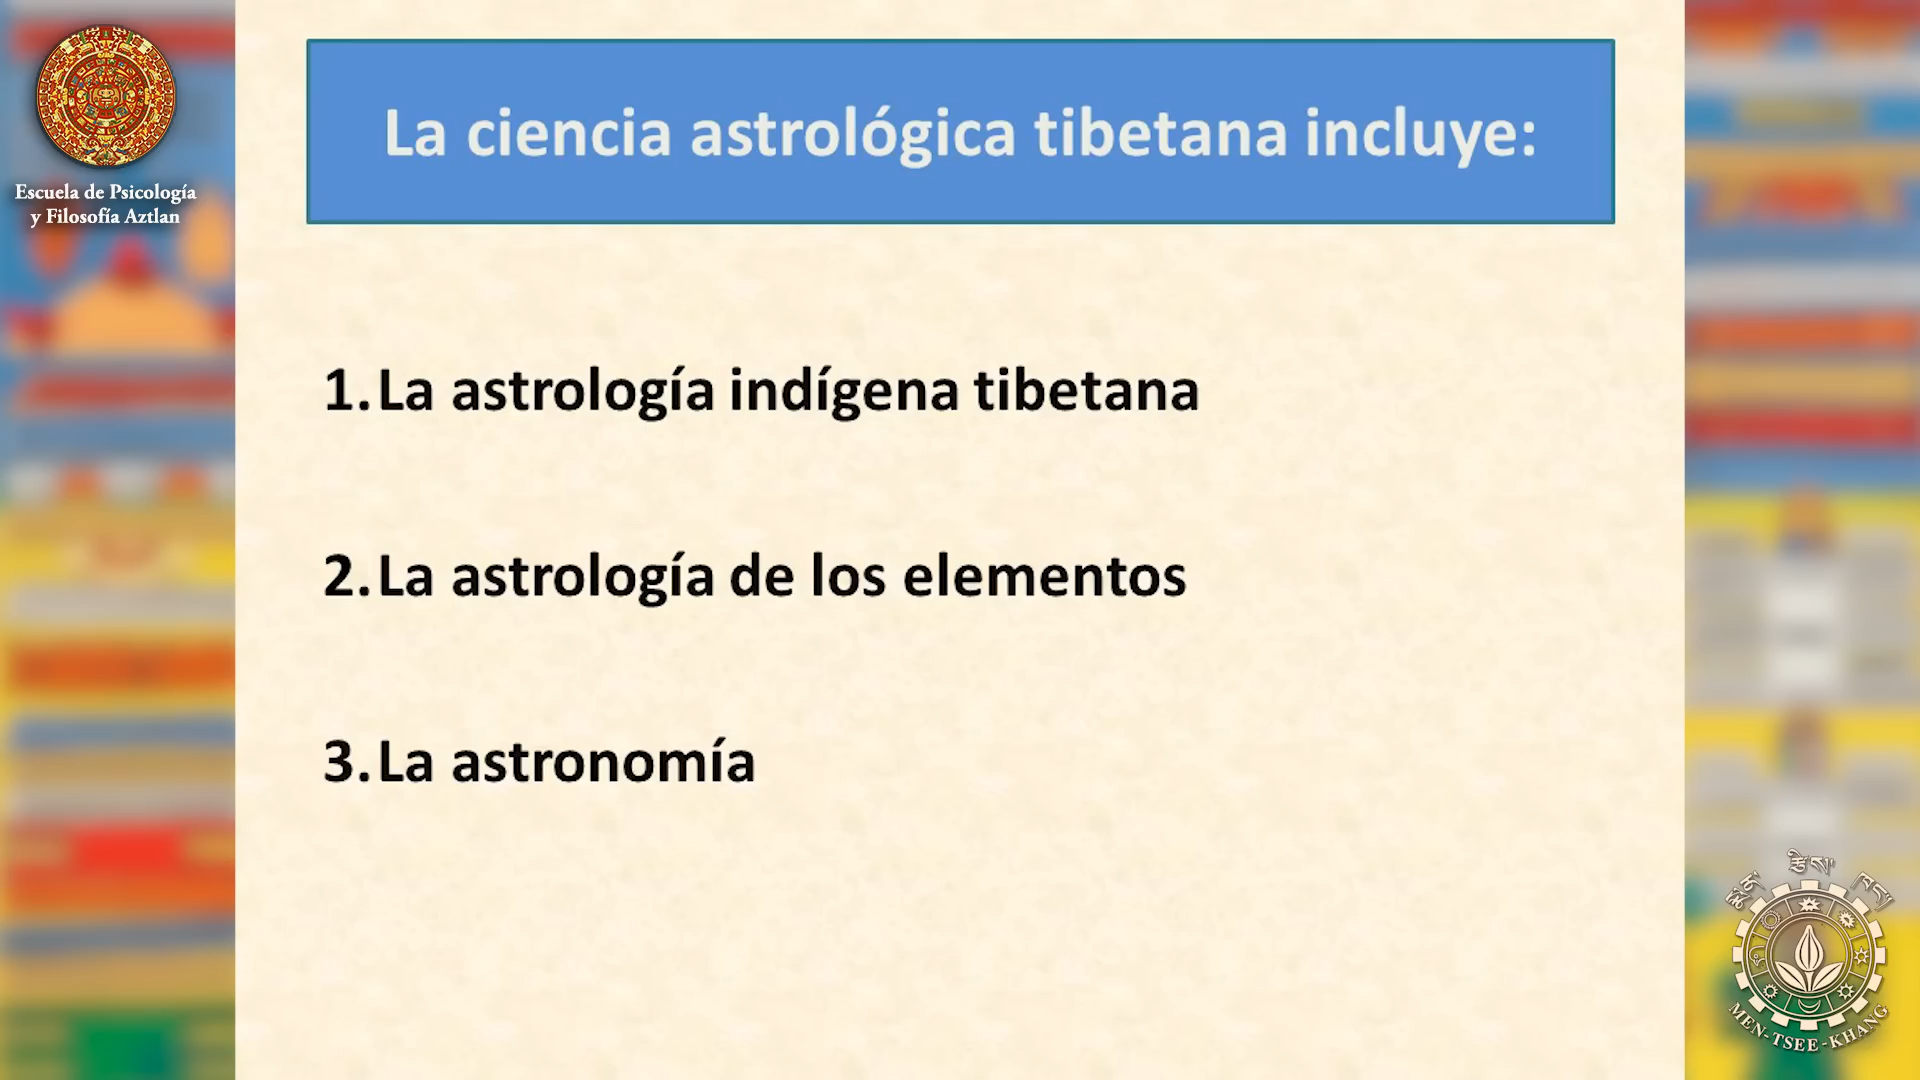 Escuela de Psicología
y Filosofía Aztlan
La ciencia astrológica tibetana incluye:
1. La astrología indígena tibetana
2. La astrología de los elementos
3. La astronomía
MEN-TSEE-KHANG